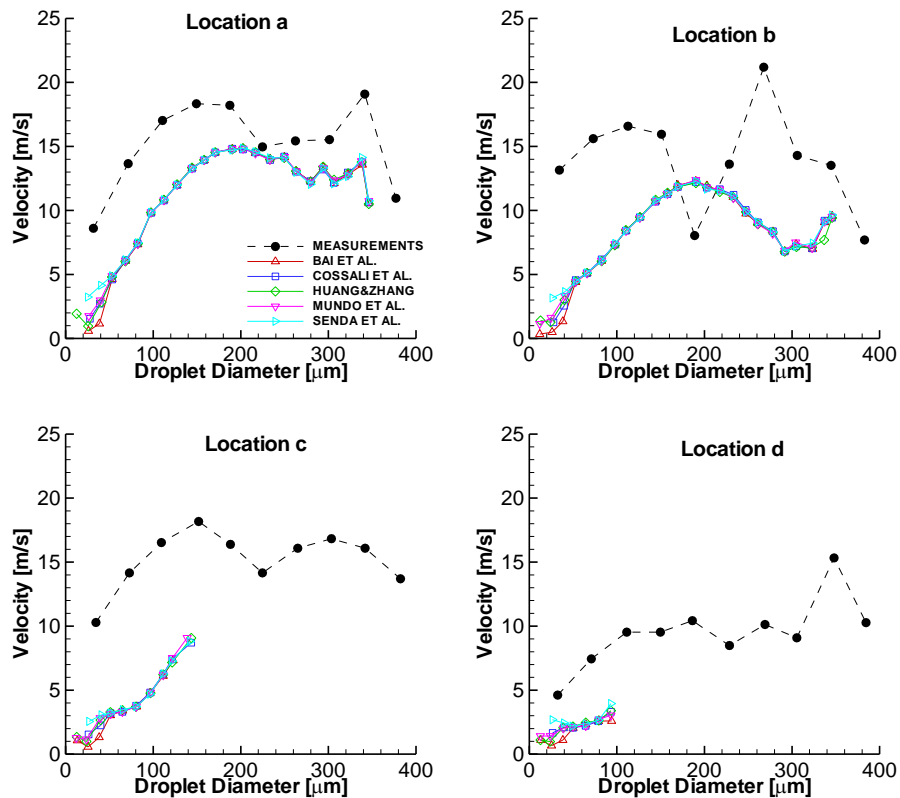 Location a
Velocity [m/s]
25
20
15
10
5
0
MEASUREMENTS
BAI ET AL.
COSSALI ET AL.
HUANG&ZHANG
MUNDO ET AL.
SENDA ET AL.
0 100 200 300 400
Droplet Diameter [μm]
Location b
Velocity [m/s]
25
20
15
10
5
0
0 100 200 300 400
Droplet Diameter [μm]
Location c
Velocity [m/s]
25
20
15
10
5
0
0 100 200 300 400
Droplet Diameter [μm]
Location d
Velocity [m/s]
25
20
15
10
5
0
0 100 200 300 400
Droplet Diameter [μm]